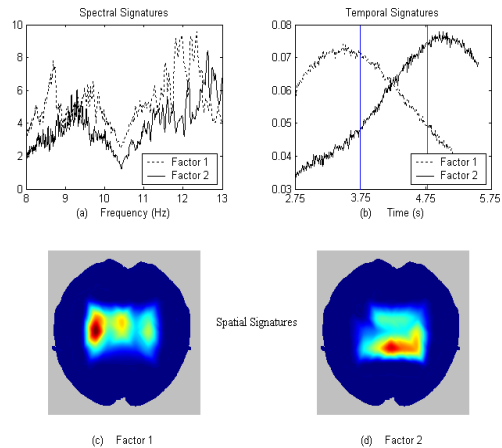 Spectral Signatures
10
8
6
4
2
0
8 9 10 11 12 13
Factor 1
Factor 2
(a) Frequency (Hz)
Temporal Signatures
0.08
0.07
0.06
0.05
0.04
0.03
2.75 3.75 4.75 5.75
Factor 1
Factor 2
(b) Time (s)
Spatial Signatures
(c) Factor 1
(d) Factor 2